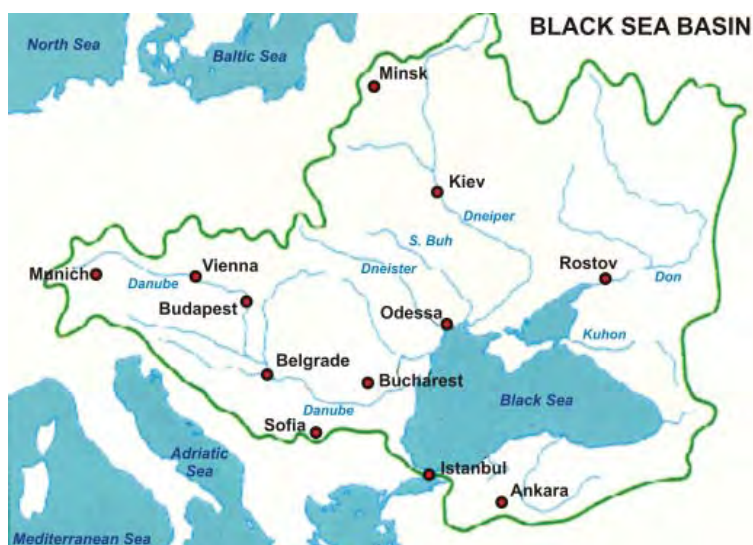 BLACK SEA BASIN
North Sea
Baltic Sea
Minsk
Kiev
Dneiper
S. Buh
Dneister
Rostov
Don
Munich
Danube
Vienna
Budapest
Odessa
Kuhon
Belgrade
Bucharest
Black Sea
Danube
Sofia
Adriatic
Sea
Istanbul
Ankara
Mediterranean Sea